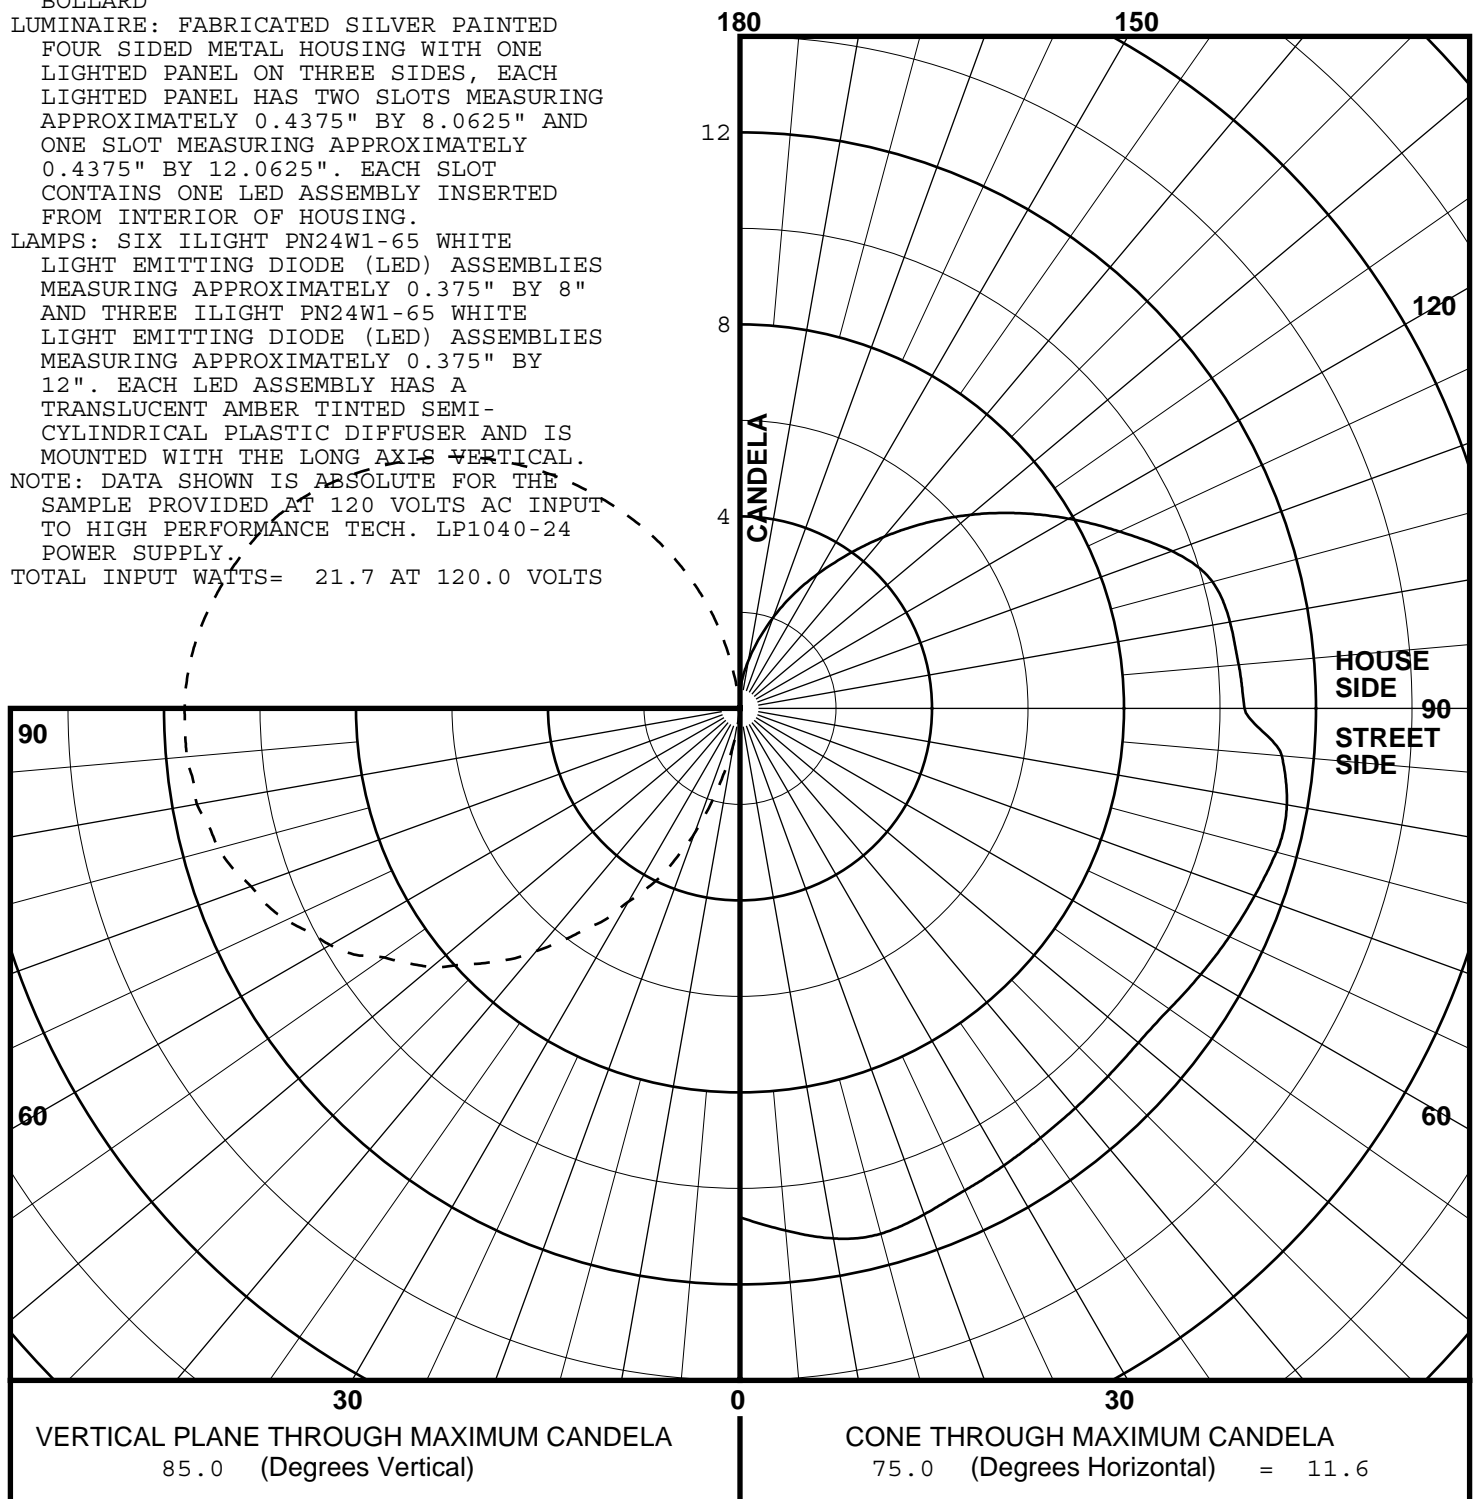 BOLLARD
LUMINAIRE: FABRICATED SILVER PAINTED
FOUR SIDED METAL HOUSING WITH ONE
LIGHTED PANEL ON THREE SIDES, EACH
LIGHTED PANEL HAS TWO SLOTS MEASURING
APPROXIMATELY 0.4375" BY 8.0625" AND
ONE SLOT MEASURING APPROXIMATELY
0.4375" BY 12.0625". EACH SLOT
CONTAINS ONE LED ASSEMBLY INSERTED
FROM INTERIOR OF HOUSING.
LAMPS: SIX ILIGHT PN24W1-65 WHITE
LIGHT EMITTING DIODE (LED) ASSEMBLIES
MEASURING APPROXIMATELY 0.375" BY 8"
AND THREE ILIGHT PN24W1-65 WHITE
LIGHT EMITTING DIODE (LED) ASSEMBLIES
MEASURING APPROXIMATELY 0.375" BY
12". EACH LED ASSEMBLY HAS A
TRANSLUCENT AMBER TINTED SEMI-
CYLINDRICAL PLASTIC DIFFUSER AND IS
MOUNTED WITH THE LONG AXIS VERTICAL.
NOTE: DATA SHOWN IS ABSOLUTE FOR THE
SAMPLE PROVIDED AT 120 VOLTS AC INPUT
TO HIGH PERFORMANCE TECH. LP1040-24
POWER SUPPLY.
TOTAL INPUT WATTS= 21.7 AT 120.0 VOLTS
180
150
12
120
8
CANDELA
4
HOUSE
SIDE
90
STREET
SIDE
90
60
60
30
0
30
VERTICAL PLANE THROUGH MAXIMUM CANDELA
85.0 (Degrees Vertical)
CONE THROUGH MAXIMUM CANDELA
75.0 (Degrees Horizontal) = 11.6